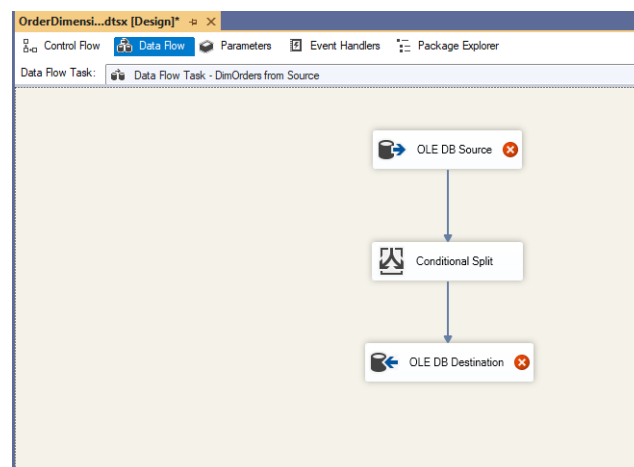 OrderDimensi...dtsx [Design]*
Control Flow Data Flow Parameters Event Handlers Package Explorer
Data Flow Task: Data Flow Task - DimOrders from Source
OLE DB Source
Conditional Split
OLE DB Destination